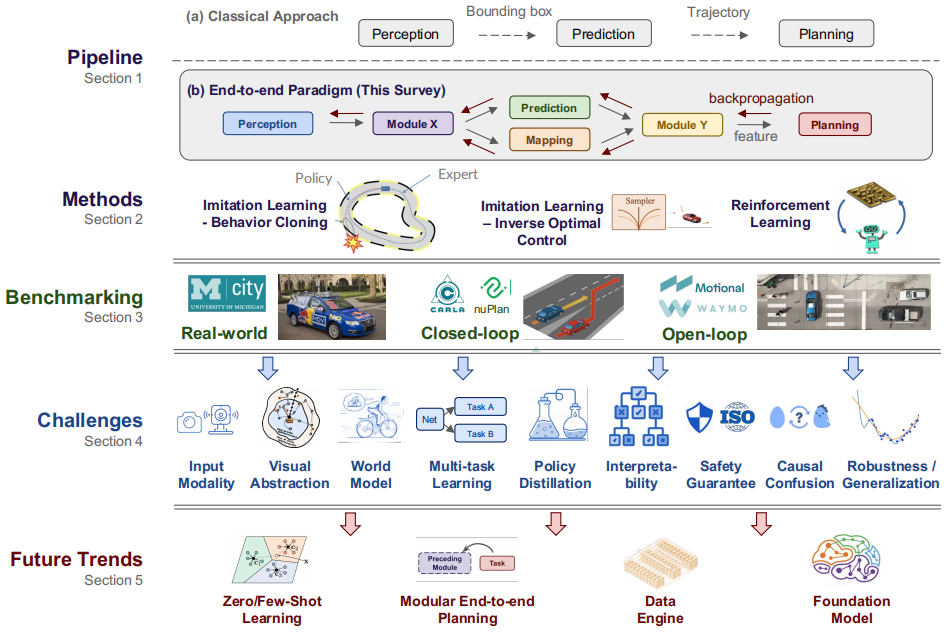 (a) Classical Approach
Bounding box
Trajectory
Perception
Prediction
Planning
Pipeline
Section 1
(b) End-to-end Paradigm (This Survey)
Perception
Module X
Prediction
Mapping
Module Y
backpropagation
feature
Planning
Methods
Section 2
Policy
Expert
Imitation Learning
- Behavior Cloning
Imitation Learning
– Inverse Optimal
Control
Sampler
Reinforcement
Learning
Benchmarking
Section 3
M city
UNIVERSITY OF MICHIGAN
Real-world
CARLA
nuPlan
Closed-loop
Motional
WAYMO
Open-loop
Challenges
Section 4
Net
Task A
Task B
ISO
?
Input
Modality
Visual
Abstraction
World
Model
Multi-task
Learning
Policy
Distillation
Interpreta-
bility
Safety
Guarantee
Causal
Confusion
Robustness /
Generalization
Future Trends
Section 5
x
Preceding
Module
Task
Zero/Few-Shot
Learning
Modular End-to-end
Planning
Data
Engine
Foundation
Model